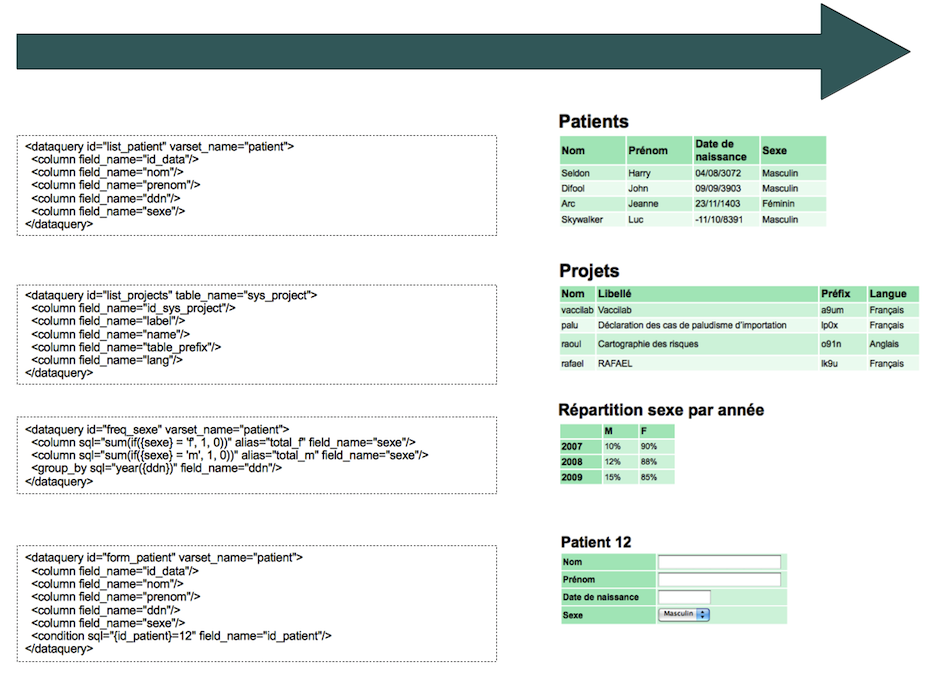 <dataquery id="list_patient" varset_name="patient">
<column field_name="id_data"/>
<column field_name="nom"/>
<column field_name="prenom"/>
<column field_name="ddn"/>
<column field_name="sexe"/>
</dataquery>
Patients
Nom Prénom Date de naissance Sexe
Seldon Harry 04/08/3072 Masculin
Difool John 09/09/3903 Masculin
Arc Jeanne 23/11/1403 Féminin
Skywalker Luc -11/10/8391 Masculin
<dataquery id="list_projects" table_name="sys_project">
<column field_name="id_sys_project"/>
<column field_name="label"/>
<column field_name="name"/>
<column field_name="table_prefix"/>
<column field_name="lang"/>
</dataquery>
Projets
Nom Libellé Préfix Langue
vaccilab Vaccilab a9um Français
palu Déclaration des cas de paludisme d'importation lp0x Français
raoul Cartographie des risques o91n Anglais
rafael RAFAEL lk9u Français
<dataquery id="freq_sexe" varset_name="patient">
<column sql="sum(if({sexe} = 'f', 1, 0))" alias="total_f" field_name="sexe"/>
<column sql="sum(if({sexe} = 'm', 1, 0))" alias="total_m" field_name="sexe"/>
<group_by sql="year({ddn})" field_name="ddn"/>
</dataquery>
Répartition sexe par année
M F
2007 10% 90%
2008 12% 88%
2009 15% 85%
<dataquery id="form_patient" varset_name="patient">
<column field_name="id_data"/>
<column field_name="nom"/>
<column field_name="prenom"/>
<column field_name="ddn"/>
<column field_name="sexe"/>
<condition sql="{id_patient}=12" field_name="id_patient"/>
</dataquery>
Patient 12
Nom
Prénom
Date de naissance
Sexe Masculin